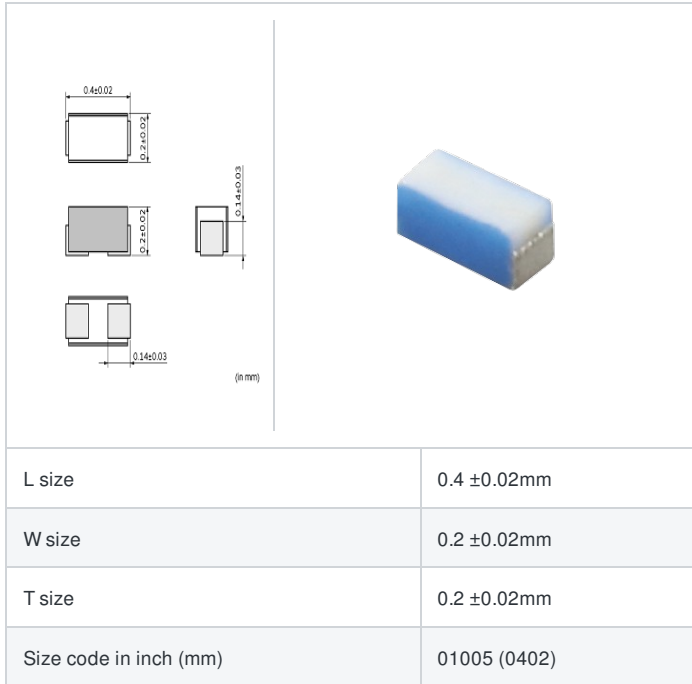 0.4±0.02
0.2±0.02
0.2±0.02
0.14±0.03
0.14±0.03
(in mm)
L size 0.4 ±0.02mm
W size 0.2 ±0.02mm
T size 0.2 ±0.02mm
Size code in inch (mm) 01005 (0402)